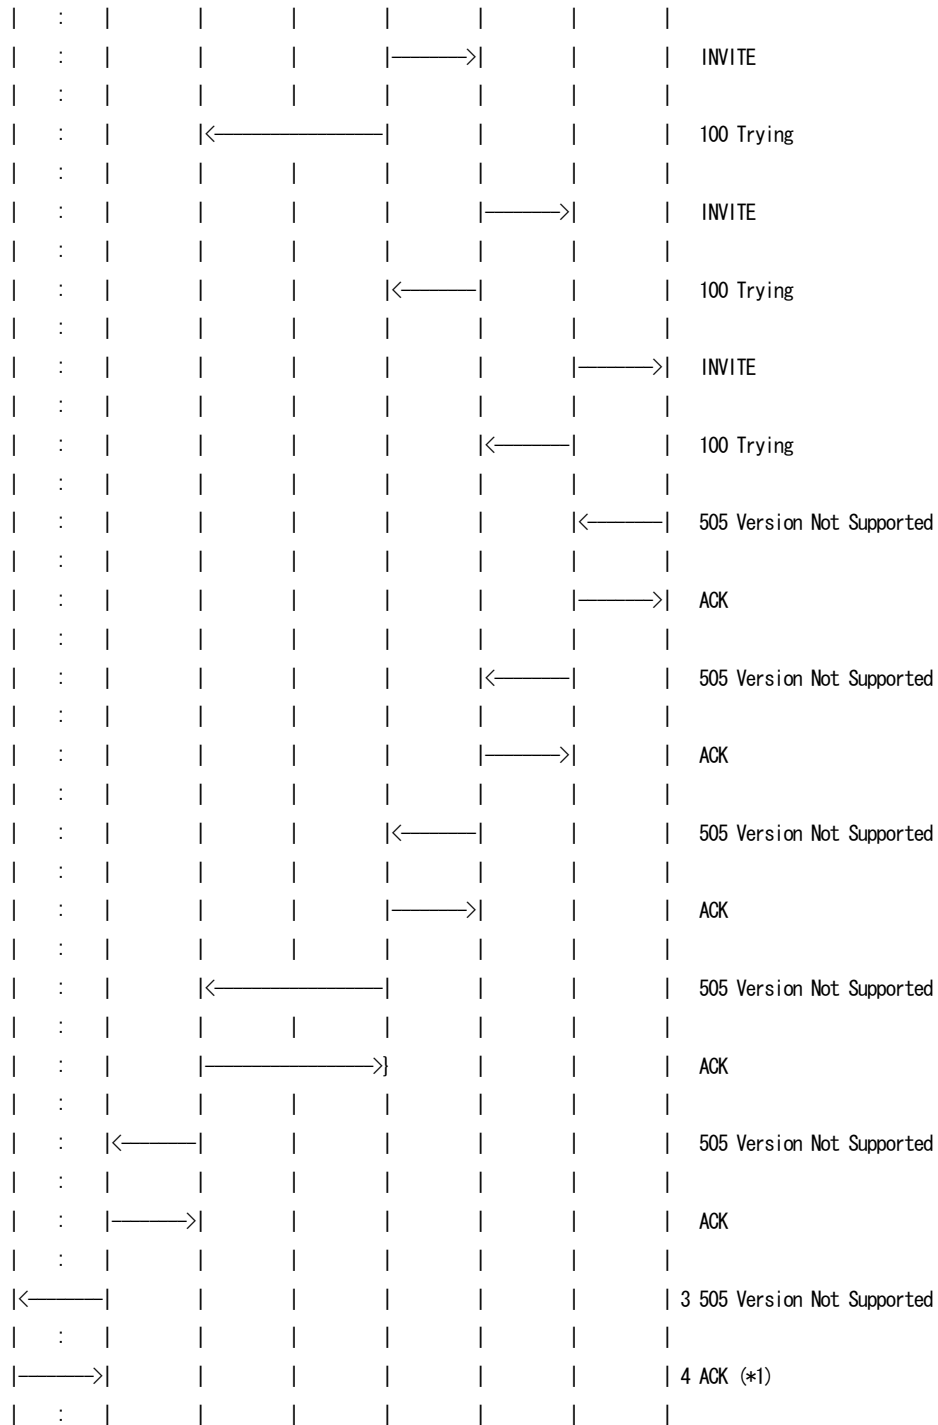 INVITE
100 Trying
INVITE
100 Trying
INVITE
100 Trying
505 Version Not Supported
ACK
505 Version Not Supported
ACK
505 Version Not Supported
ACK
505 Version Not Supported
ACK
505 Version Not Supported
ACK
3 505 Version Not Supported
4 ACK (*1)